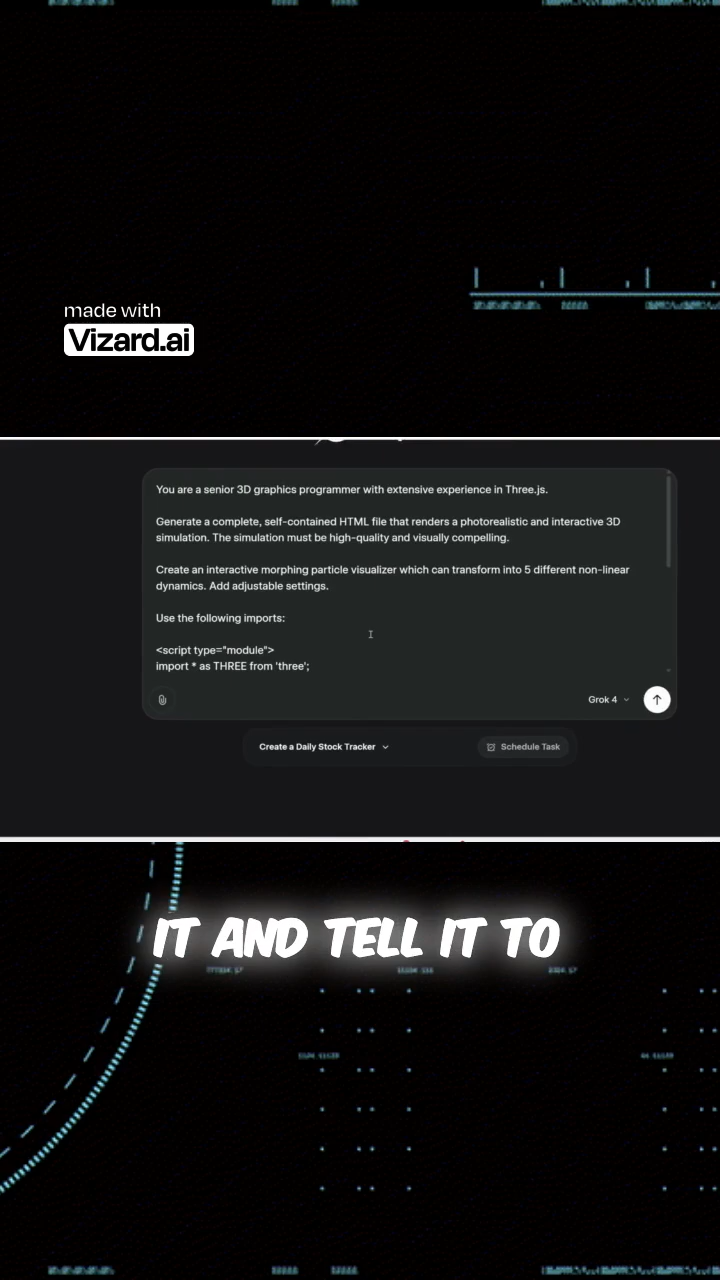 made with
Vizard.ai
You are a senior 3D graphics programmer with extensive experience in Three.js.
Generate a complete, self-contained HTML file that renders a photorealistic and interactive 3D
simulation. The simulation must be high-quality and visually compelling.
Create an interactive morphing particle visualizer which can transform into 5 different non-linear
dynamics. Add adjustable settings.
Use the following imports:
<script type="module">
import * as THREE from 'three';
Grok 4
Create a Daily Stock Tracker
Schedule Task
IT AND TELL IT TO